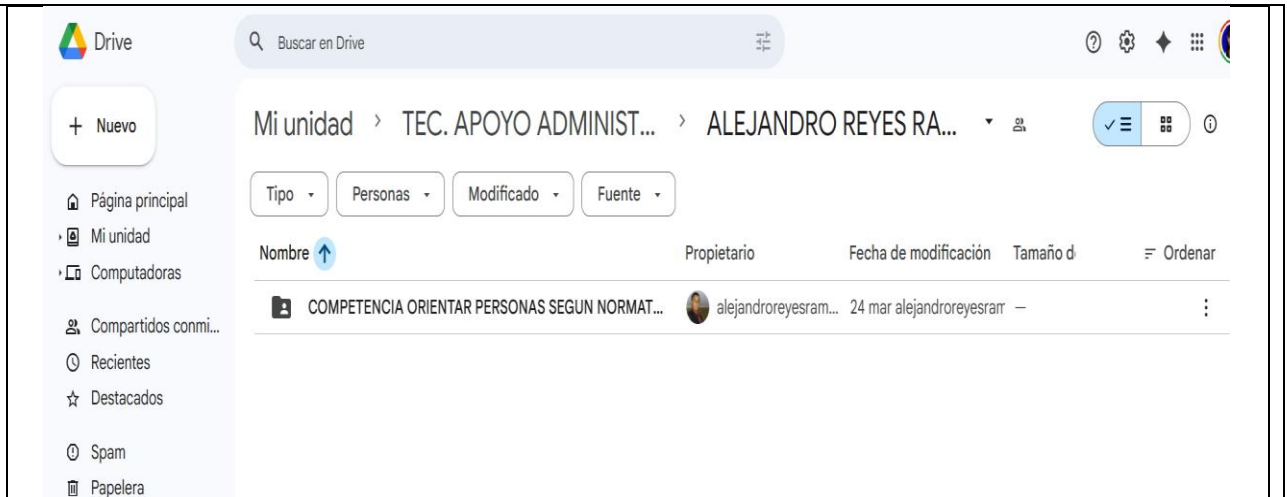 Drive
Buscar en Drive
+ Nuevo
Mi unidad > TEC. APOYO ADMINIST... > ALEJANDRO REYES RA...
Tipo Personas Modificado Fuente
Página principal
Mi unidad
Computadoras
Compartidos conmi...
Recientes
Destacados
Spam
Papelera
Nombre Propietario Fecha de modificación Tamaño d Ordenar
COMPETENCIA ORIENTAR PERSONAS SEGUN NORMAT... alejandroreyesram... 24 mar alejandroreyesram —